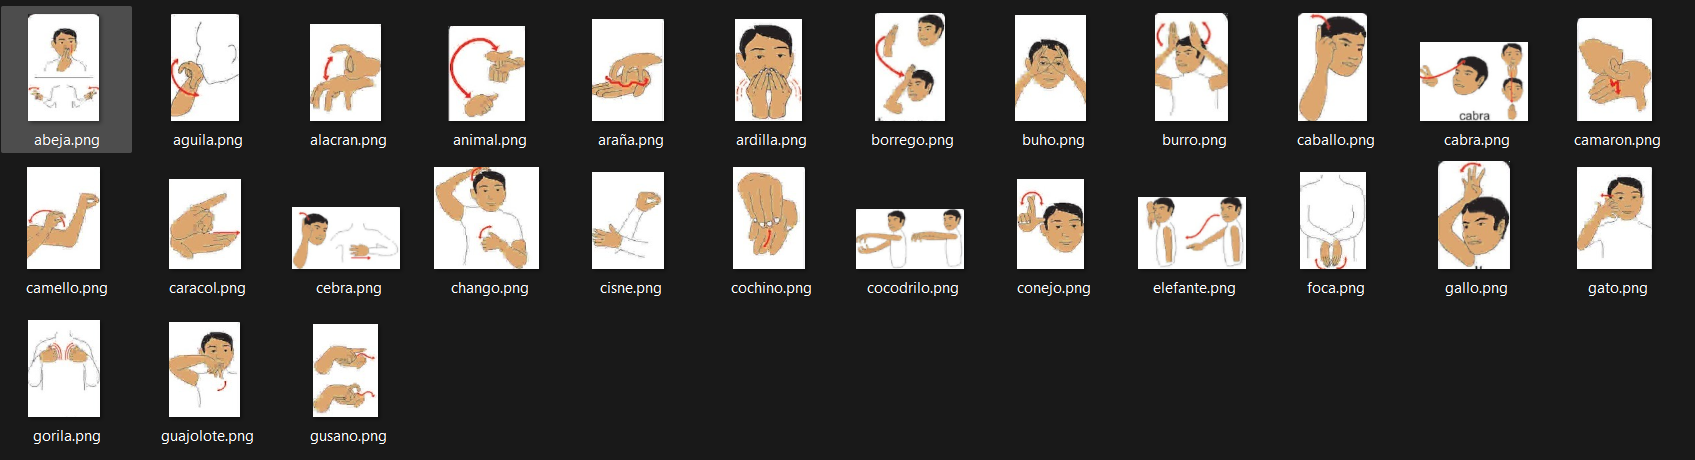 abeja.png
aguila.png
alacran.png
animal.png
araña.png
ardilla.png
borrego.png
buho.png
burro.png
caballo.png
cabra
cabra.png
camaron.png
camello.png
caracol.png
cebra.png
chango.png
cisne.png
cochino.png
cocodrilo.png
conejo.png
elefante.png
foca.png
gallo.png
gato.png
gorila.png
guajolote.png
gusano.png